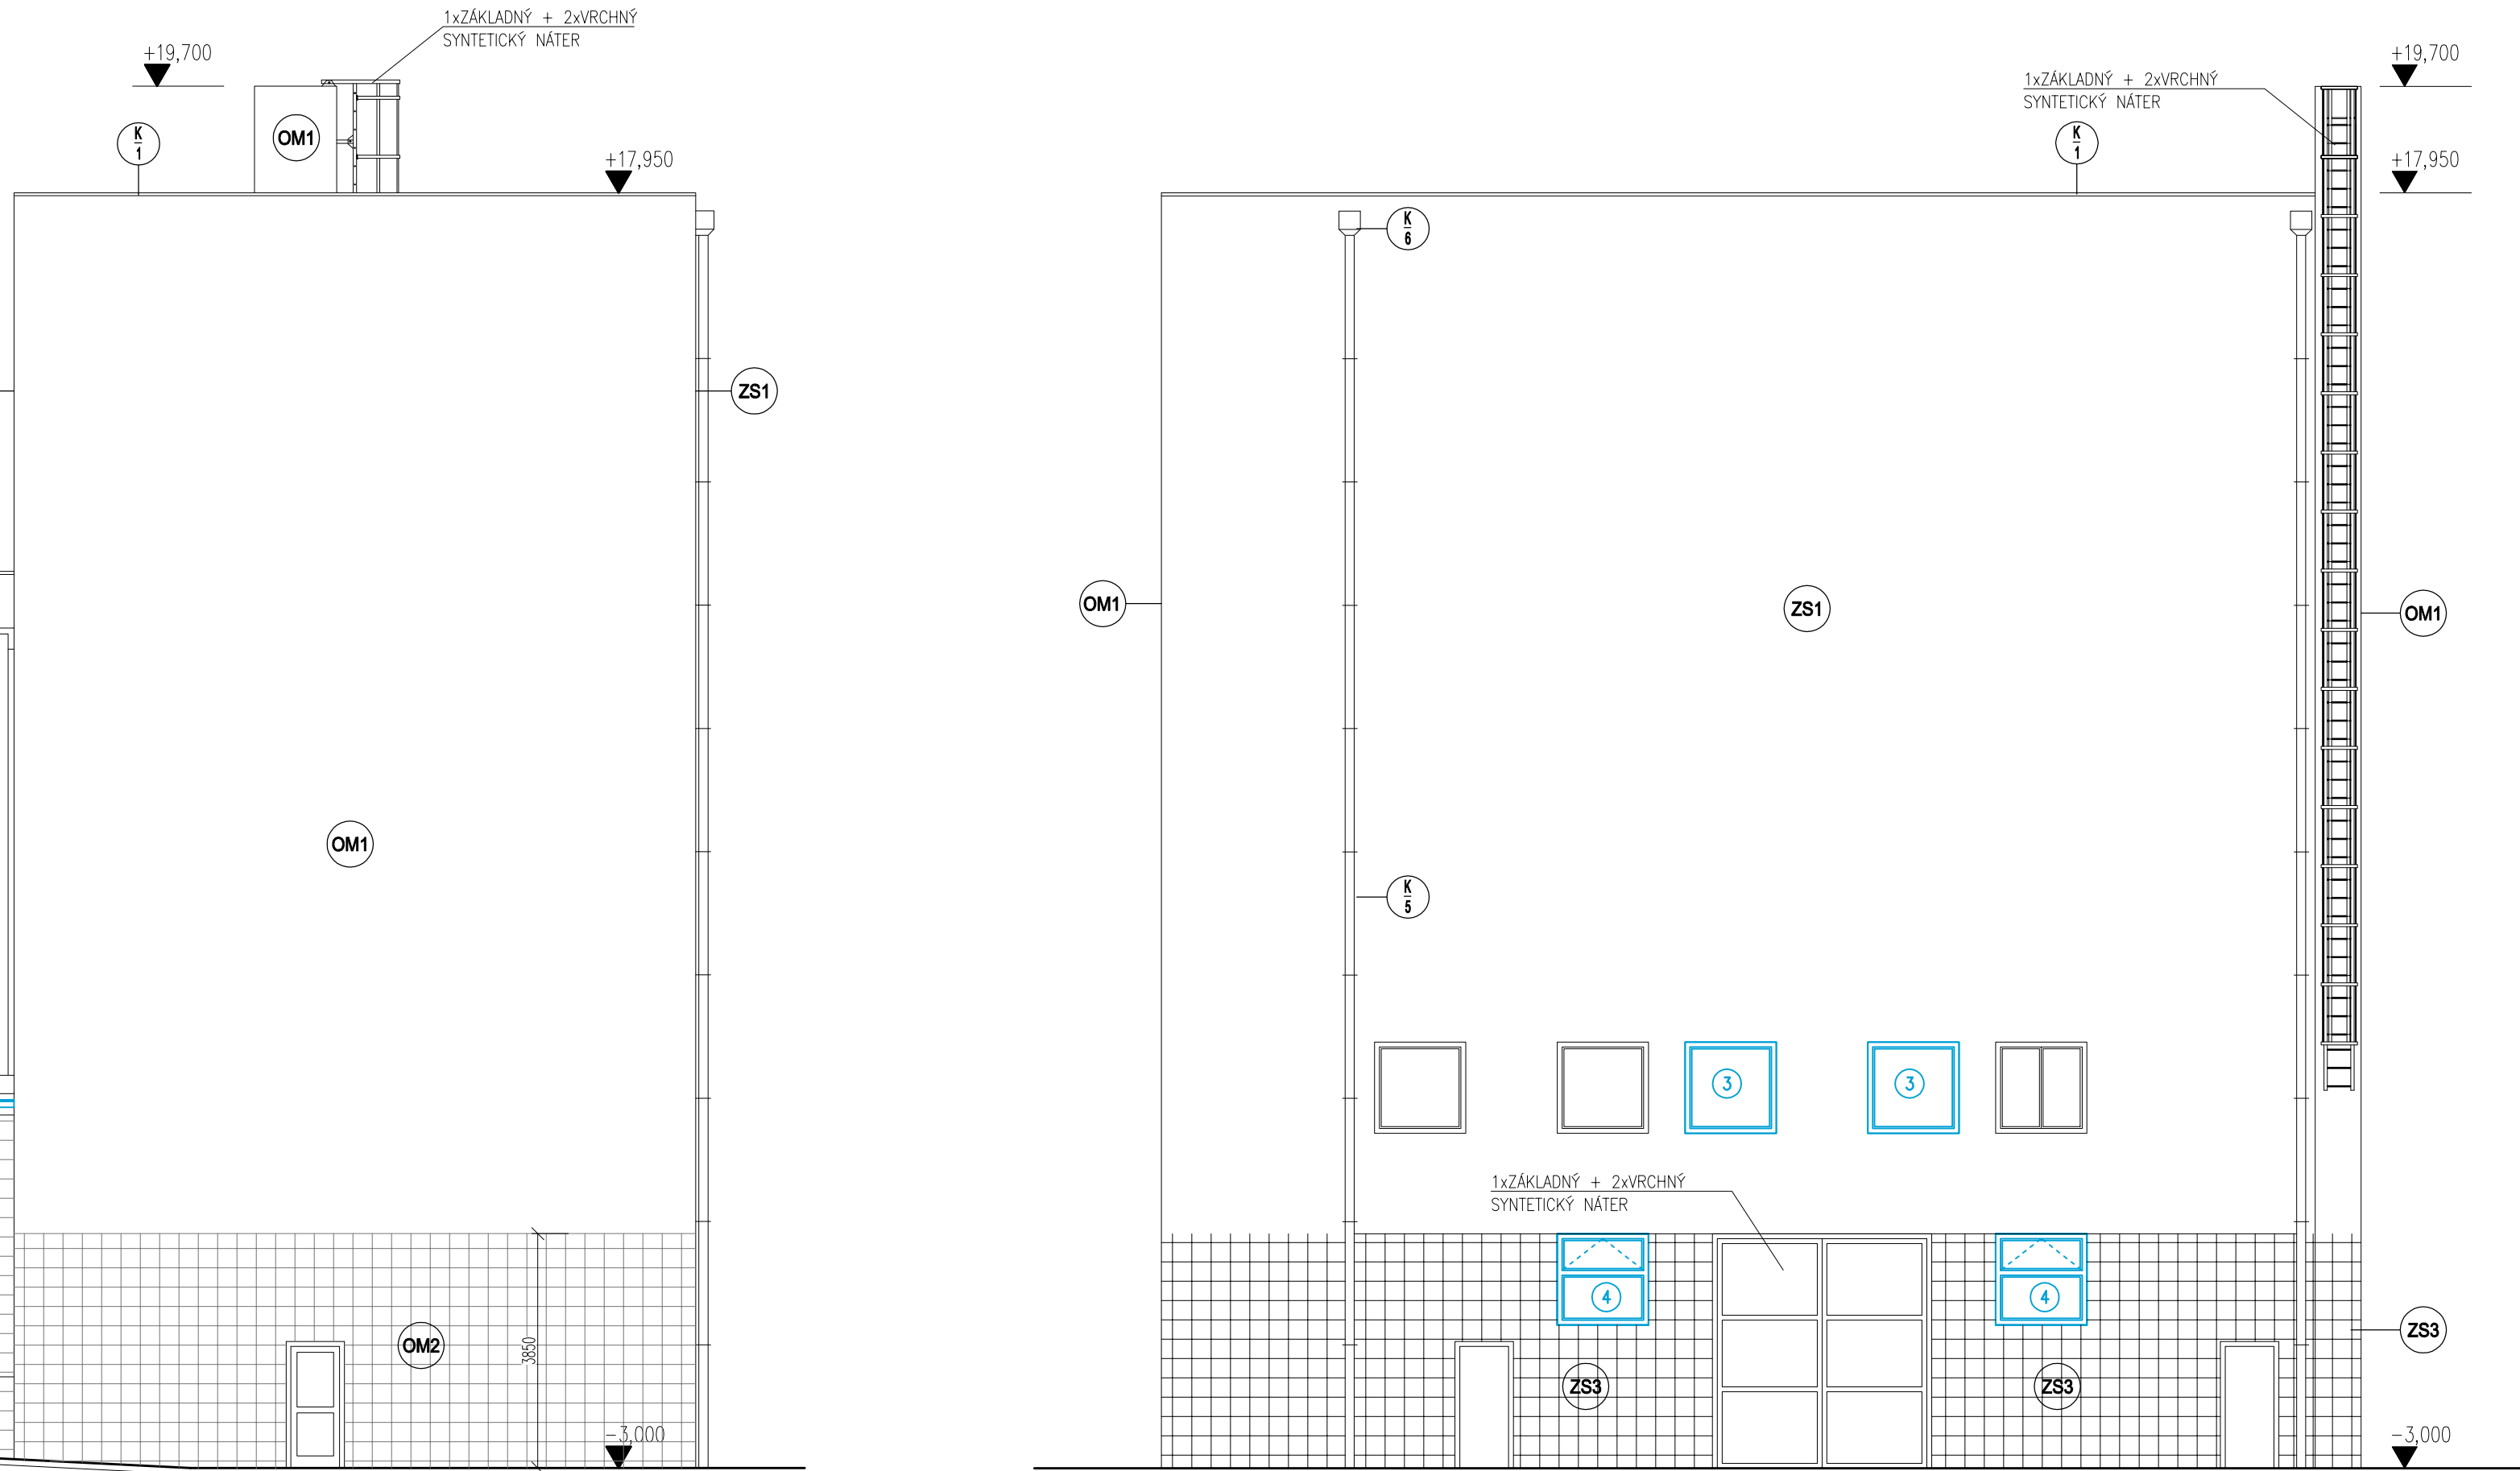 1xZÁKLADNÝ + 2xVRCHNÝ
SYNTETICKÝ NÁTER
+19,700
K
1
OM1
+17,950
ZS1
OM1
OM2
3850
-3,000
1xZÁKLADNÝ + 2xVRCHNÝ
SYNTETICKÝ NÁTER
+19,700
K
1
+17,950
K
6
OM1
ZS1
OM1
K
5
3
3
1xZÁKLADNÝ + 2xVRCHNÝ
SYNTETICKÝ NÁTER
4
4
ZS3
ZS3
ZS3
-3,000